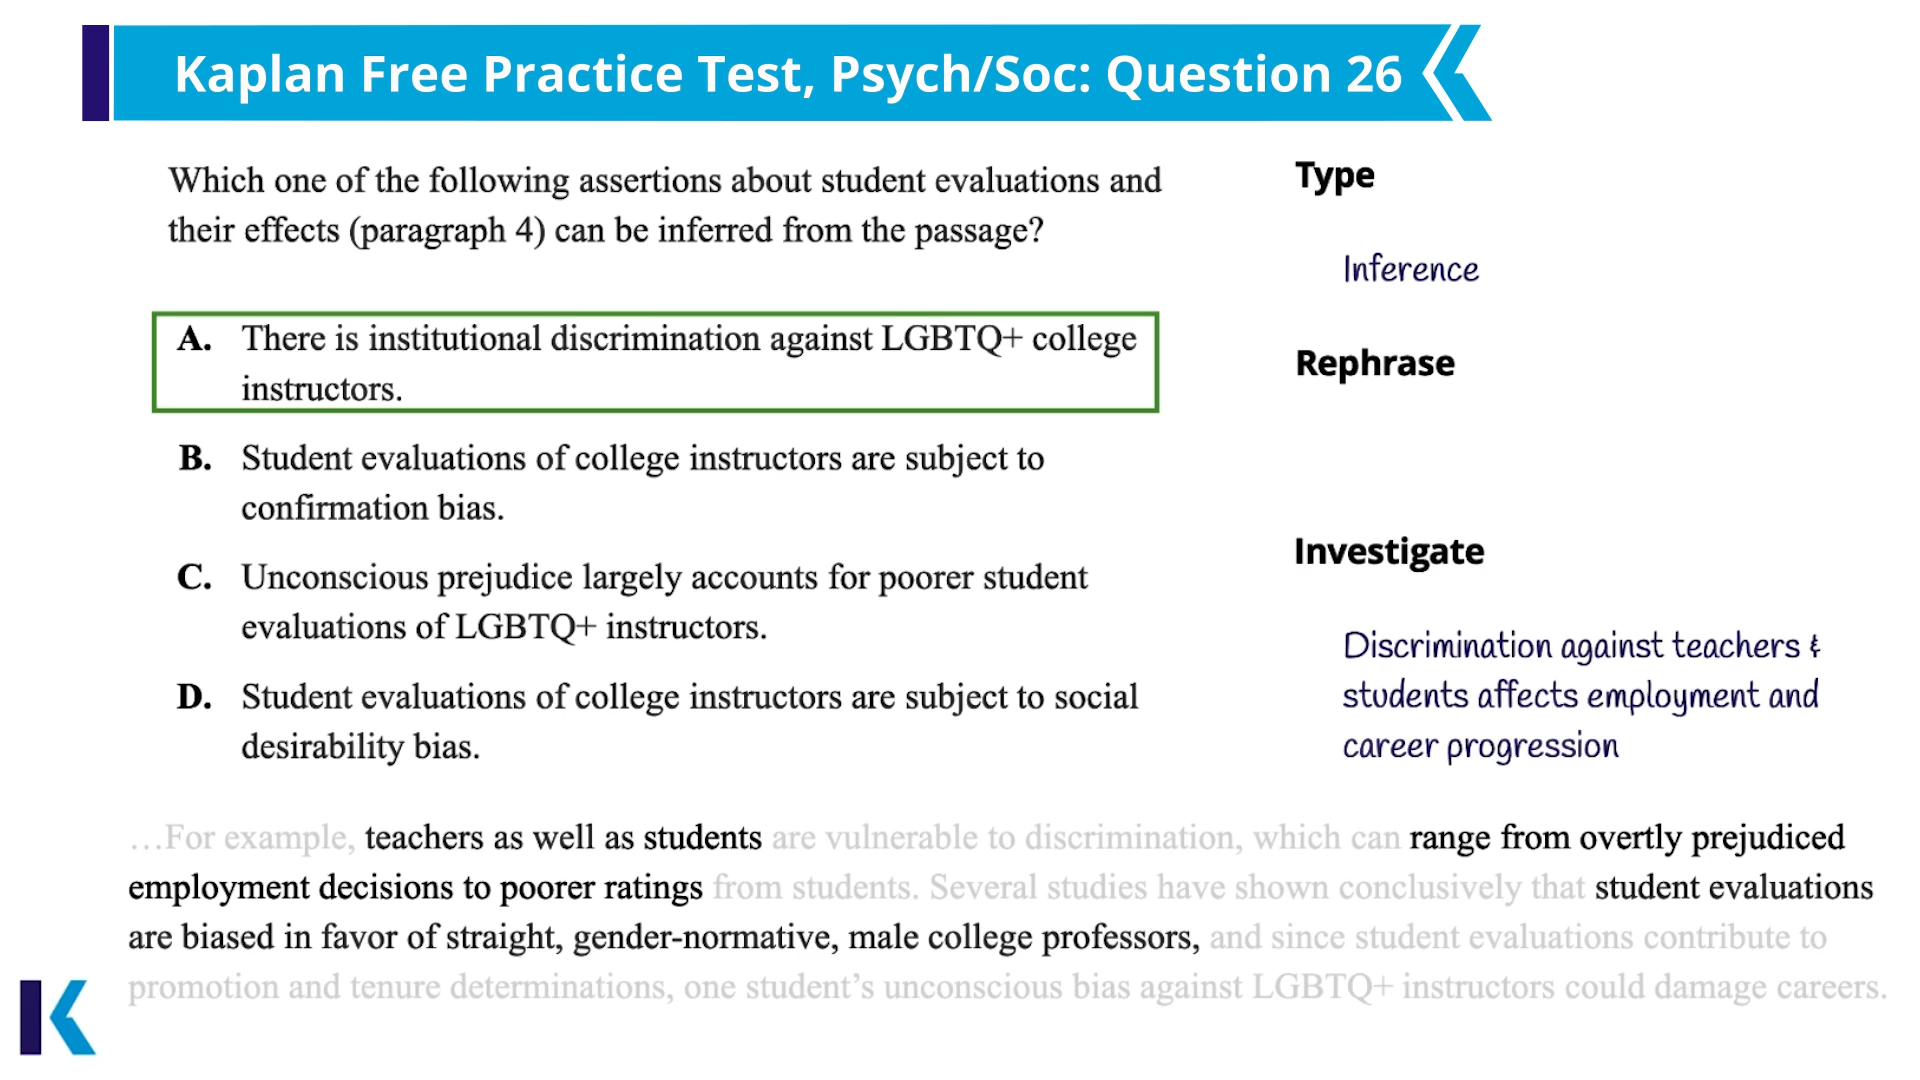 Kaplan Free Practice Test, Psych/Soc: Question 26
Which one of the following assertions about student evaluations and
their effects (paragraph 4) can be inferred from the passage?
A. There is institutional discrimination against LGBTQ+ college
instructors.
B. Student evaluations of college instructors are subject to
confirmation bias.
C. Unconscious prejudice largely accounts for poorer student
evaluations of LGBTQ+ instructors.
D. Student evaluations of college instructors are subject to social
desirability bias.
Type
Inference
Rephrase
Investigate
Discrimination against teachers &
students affects employment and
career progression
…For example, teachers as well as students are vulnerable to discrimination, which can range from overtly prejudiced
employment decisions to poorer ratings from students. Several studies have shown conclusively that student evaluations
are biased in favor of straight, gender-normative, male college professors, and since student evaluations contribute to
promotion and tenure determinations, one student’s unconscious bias against LGBTQ+ instructors could damage careers.